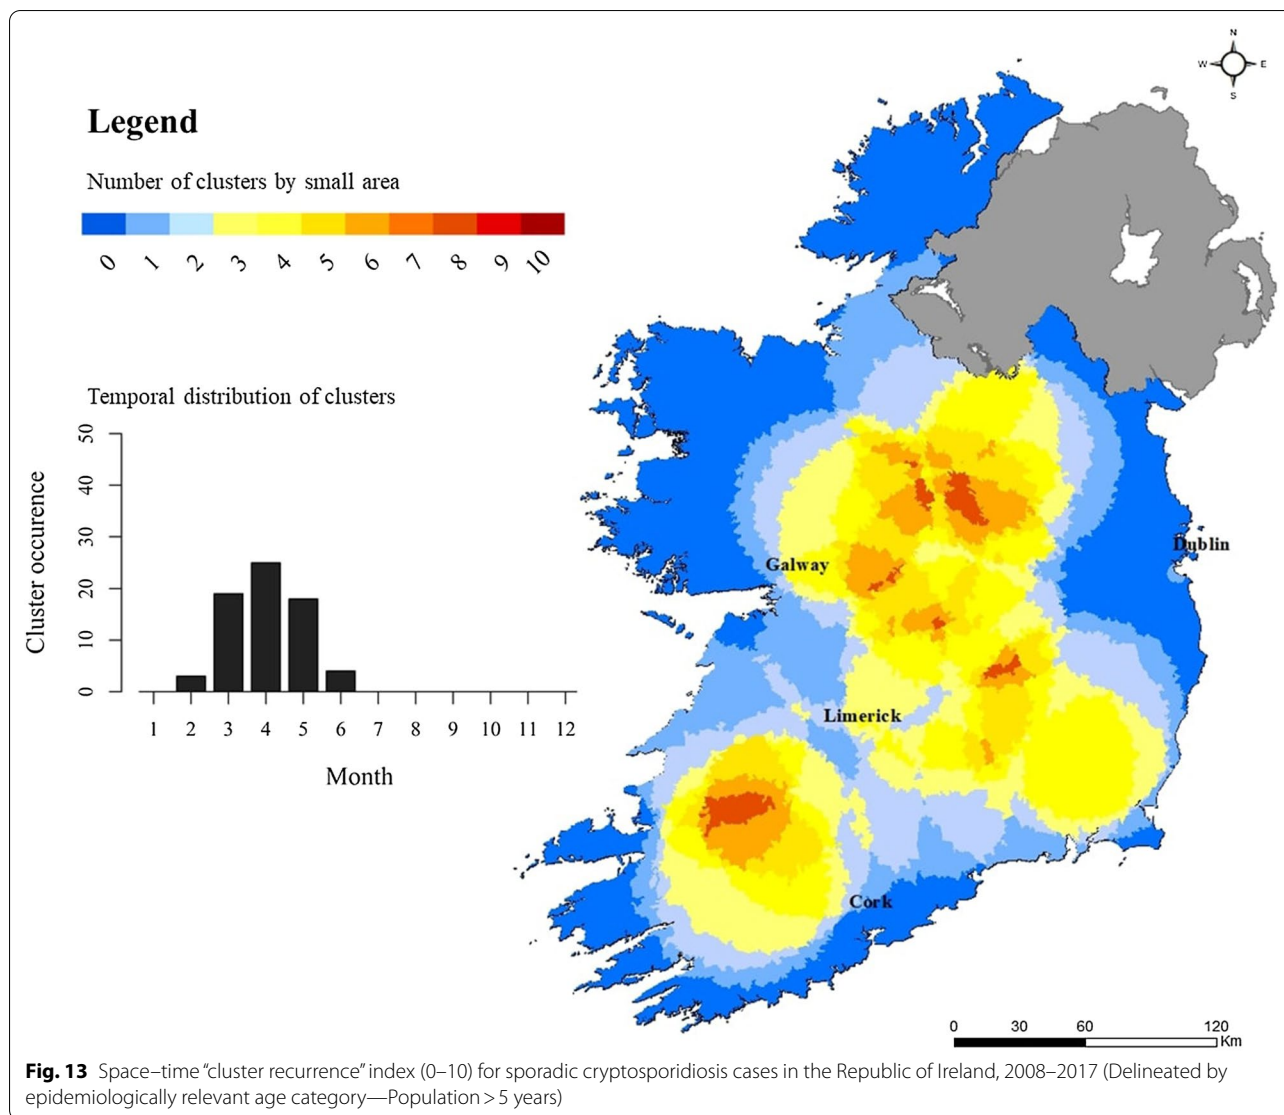 N
W E
S
Legend
Number of clusters by small area
0 1 2 3 4 5 6 7 8 9 10
Temporal distribution of clusters
Cluster occurence
50
40
30
20
10
0
1 2 3 4 5 6 7 8 9 10 11 12
Month
Dublin
Galway
Limerick
Cork
0 30 60 120
Km
Fig. 13 Space–time “cluster recurrence” index (0–10) for sporadic cryptosporidiosis cases in the Republic of Ireland, 2008–2017 (Delineated by
epidemiologically relevant age category—Population > 5 years)